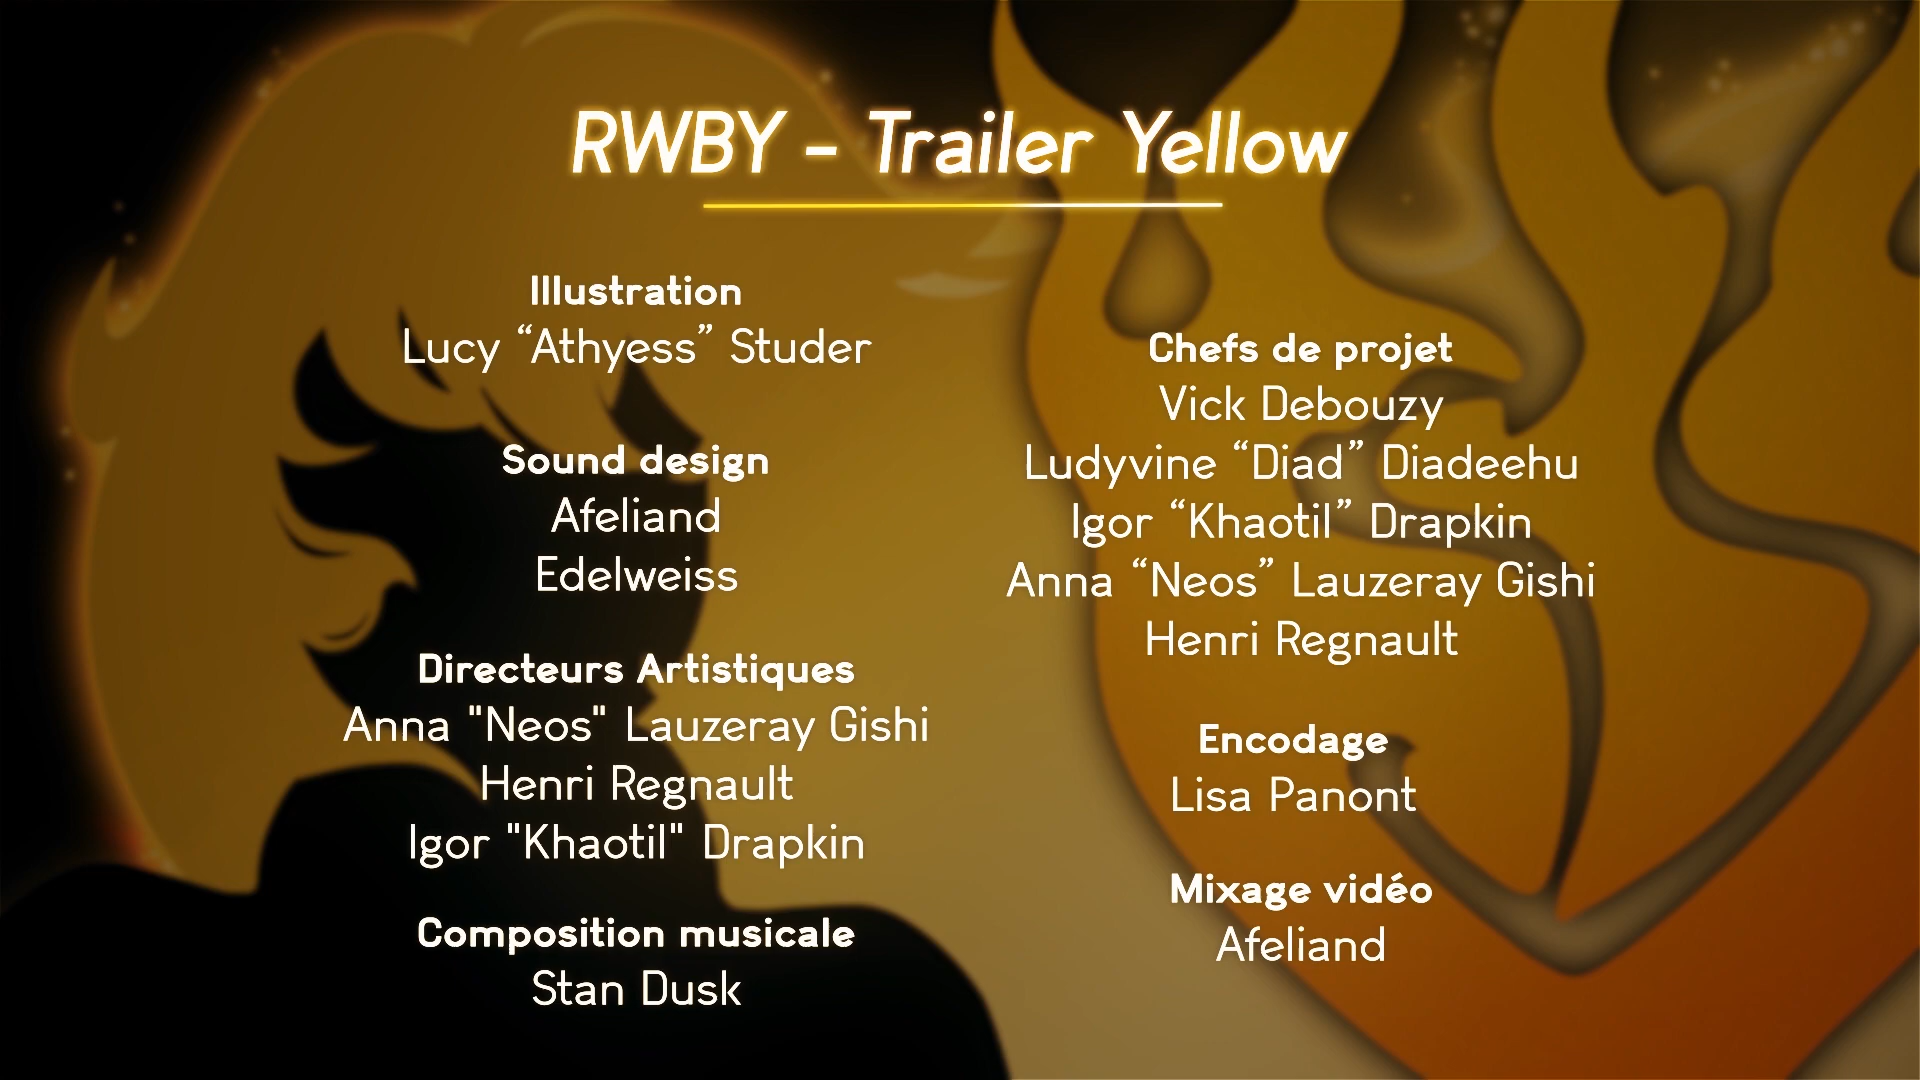 RWBY - Trailer Yellow
Illustration
Lucy “Athyess” Studer
Sound design
Afeliand
Edelweiss
Directeurs Artistiques
Anna "Neos" Lauzeray Gishi
Henri Regnault
Igor "Khaotil" Drapkin
Composition musicale
Stan Dusk
Chefs de projet
Vick Debouzy
Ludyvine “Diad” Diadeehu
Igor “Khaotil” Drapkin
Anna “Neos” Lauzeray Gishi
Henri Regnault
Encodage
Lisa Panont
Mixage vidéo
Afeliand